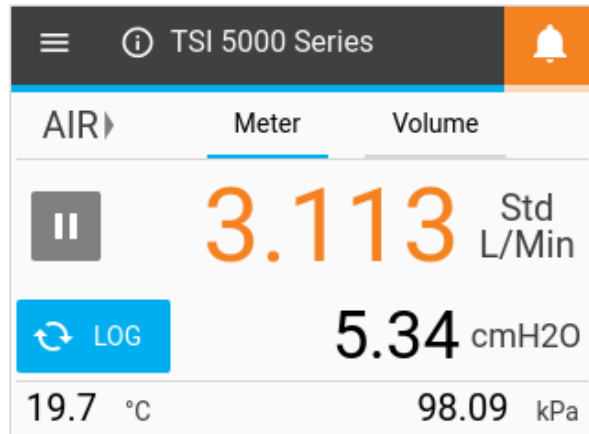 TSI 5000 Series
AIR Meter Volume
3.113 Std L/Min
LOG 5.34 cmH2O
19.7 °C 98.09 kPa